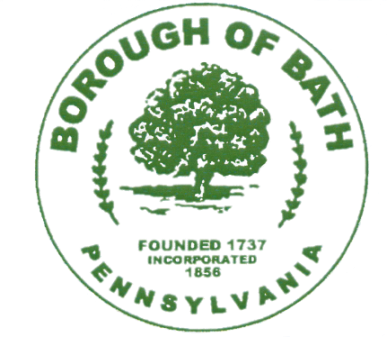 BOROUGH OF BATH
FOUNDED 1737
INCORPORATED
1856
PENNSYLVANIA